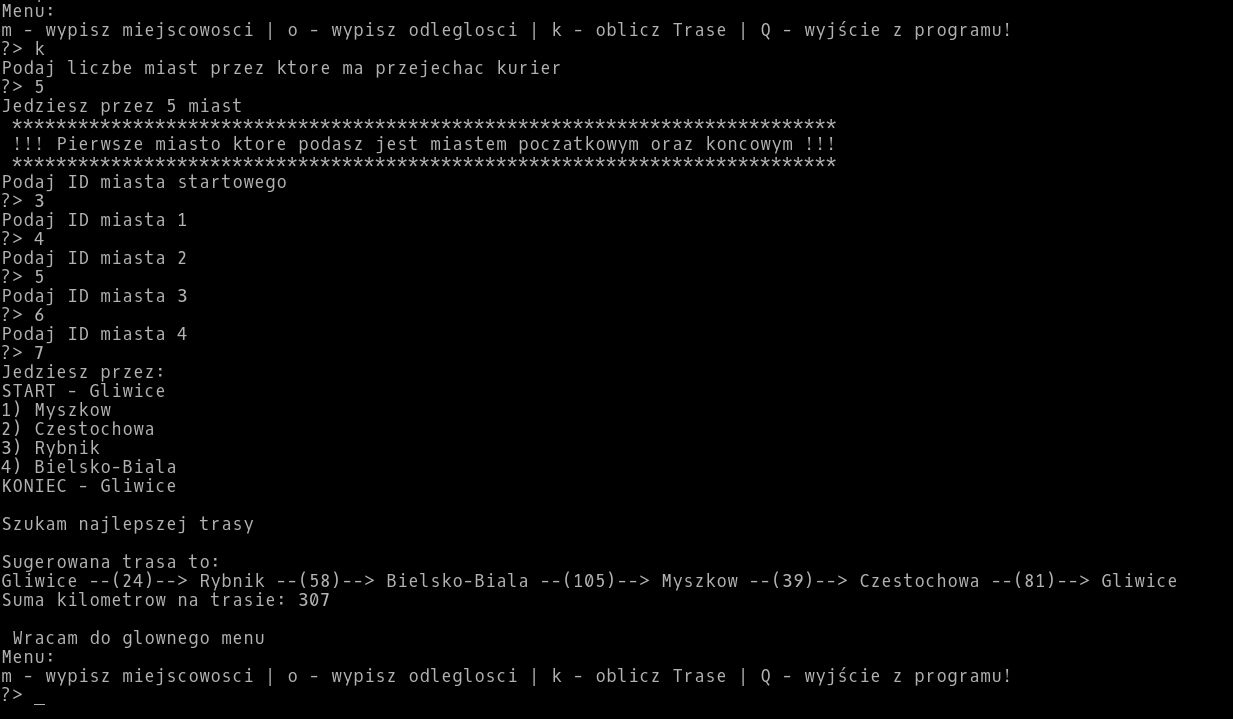 Menu:
m - wypisz miejscowosci | o - wypisz odleglosci | k - oblicz Trase | Q - wyjście z programu!
?> k
Podaj liczbe miast przez ktore ma przejechac kurier
?> 5
Jedziesz przez 5 miast
***************************************************************************
!!! Pierwsze miasto ktore podasz jest miastem poczatkowym oraz koncowym !!!
***************************************************************************
Podaj ID miasta startowego
?> 3
Podaj ID miasta 1
?> 4
Podaj ID miasta 2
?> 5
Podaj ID miasta 3
?> 6
Podaj ID miasta 4
?> 7
Jedziesz przez:
START - Gliwice
1) Myszkow
2) Czestochowa
3) Rybnik
4) Bielsko-Biala
KONIEC - Gliwice
Szukam najlepszej trasy
Sugerowana trasa to:
Gliwice --(24)--> Rybnik --(58)--> Bielsko-Biala --(105)--> Myszkow --(39)--> Czestochowa --(81)--> Gliwice
Suma kilometrow na trasie: 307
Wracam do glownego menu
Menu:
m - wypisz miejscowosci | o - wypisz odleglosci | k - oblicz Trase | Q - wyjście z programu!
?> _